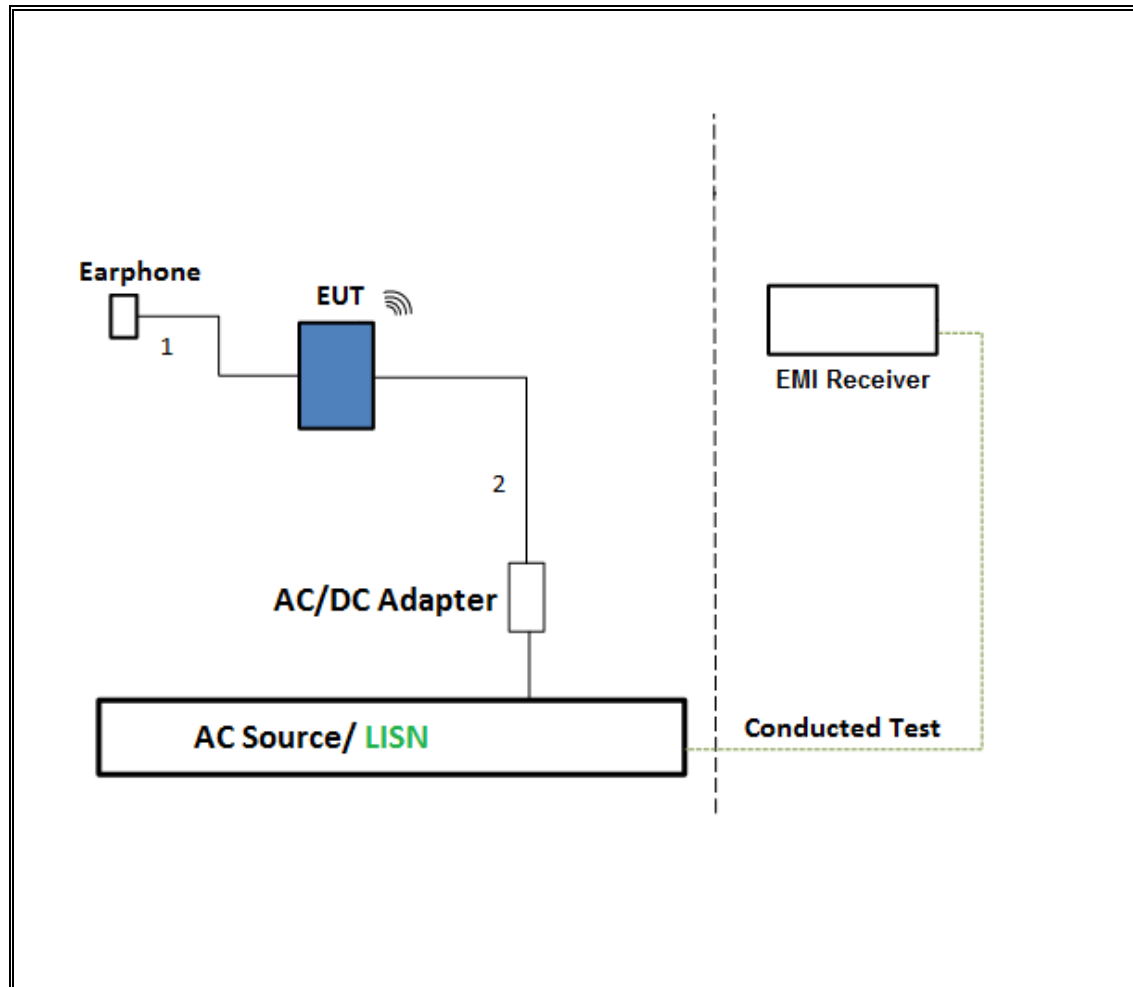 Earphone
EUT
1
EMI Receiver
2
AC/DC Adapter
AC Source/ LISN
Conducted Test